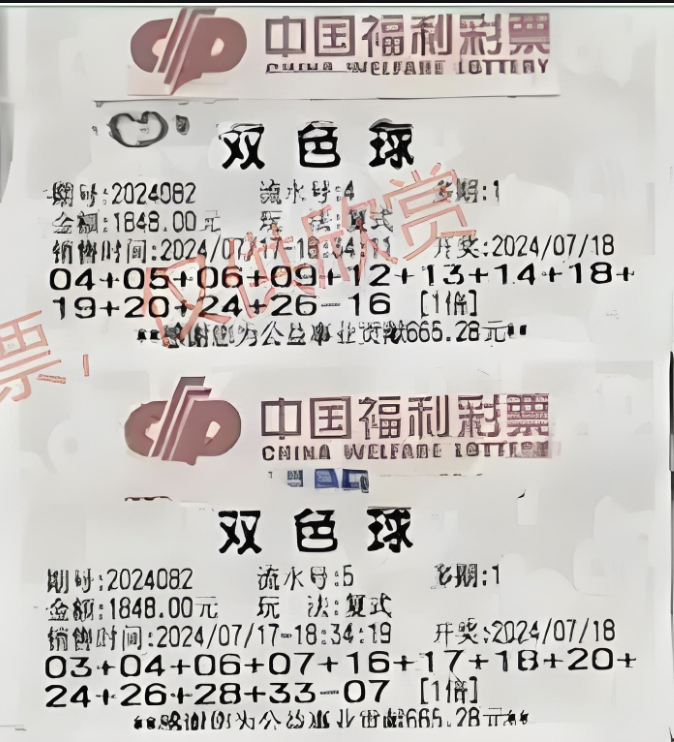 中国福利彩票
CHINA WELFARE LOTTERY
双色球
期号:2024082 流水号:4 多期:1
金额:1848.00元 玩 法:复式
销售时间:2024/07/17-18:34:11 开奖:2024/07/18
04+05+06+09+12+13+14+18+
19+20+24+26-16 [1倍]
**感谢您为公益事业贡献665.28元**
仅供欣赏
票
中国福利彩票
CHINA WELFARE LOTTERY
双色球
期号:2024082 流水号:5 多期:1
金额:1848.00元 玩 法:复式
销售时间:2024/07/17-18:34:19 开奖:2024/07/18
03+04+06+07+16+17+18+20+
24+26+28+33-07 [1倍]
**感谢您为公益事业贡献665.28元**